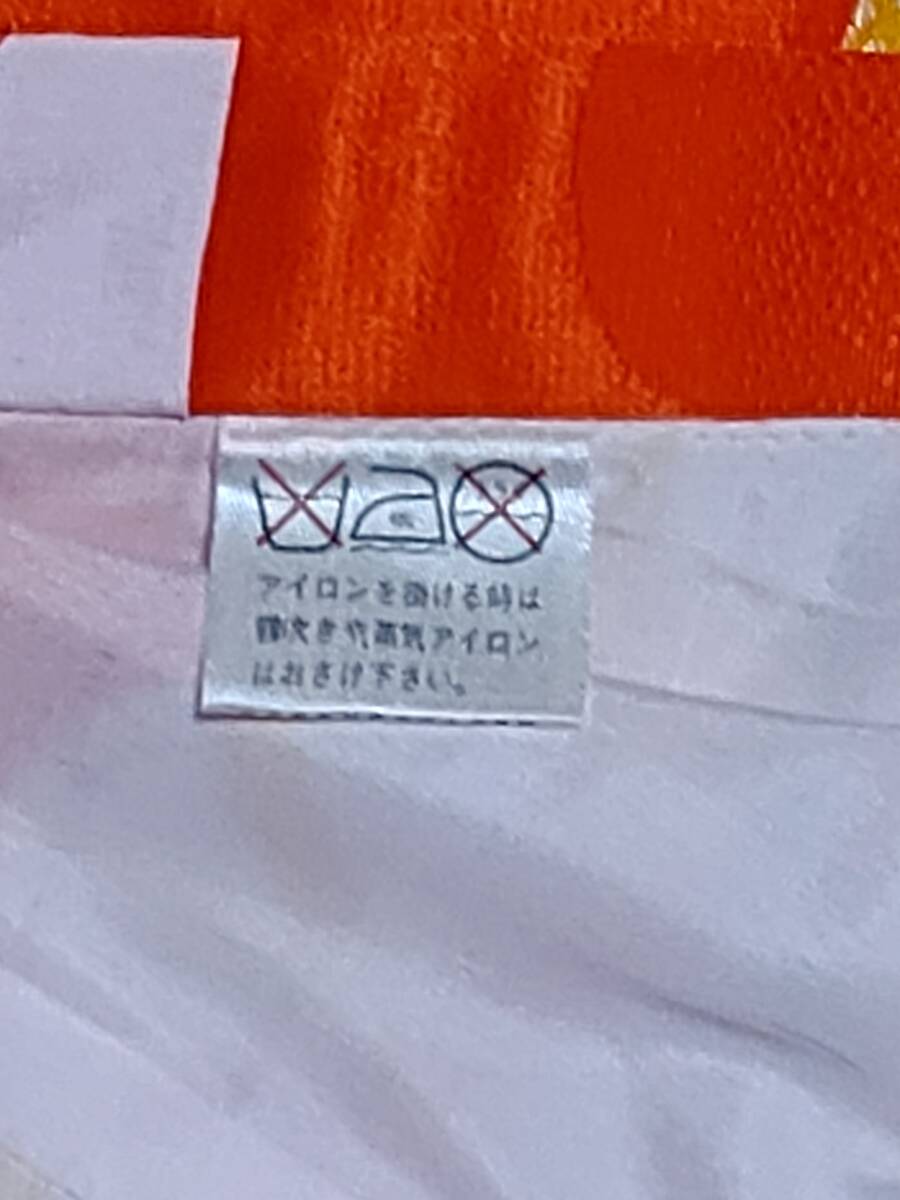 アイロンを掛ける時は
霧吹きや蒸気アイロン
はおさけ下さい。